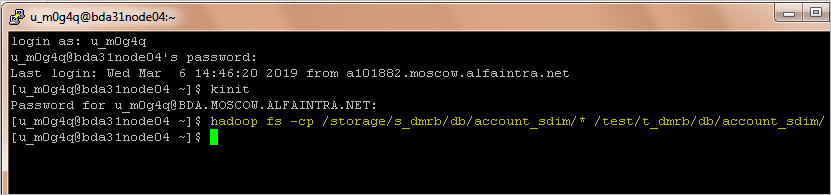 u_m0g4q@bda31node04:~
login as: u_m0g4q
u_m0g4q@bda31node04's password:
Last login: Wed Mar  6 14:46:20 2019 from a101882.moscow.alfaintra.net
[u_m0g4q@bda31node04 ~]$ kinit
Password for u_m0g4q@BDA.MOSCOW.ALFAINTRA.NET:
[u_m0g4q@bda31node04 ~]$ hadoop fs -cp /storage/s_dmrb/db/account_sdim/* /test/t_dmrb/db/account_sdim/
[u_m0g4q@bda31node04 ~]$